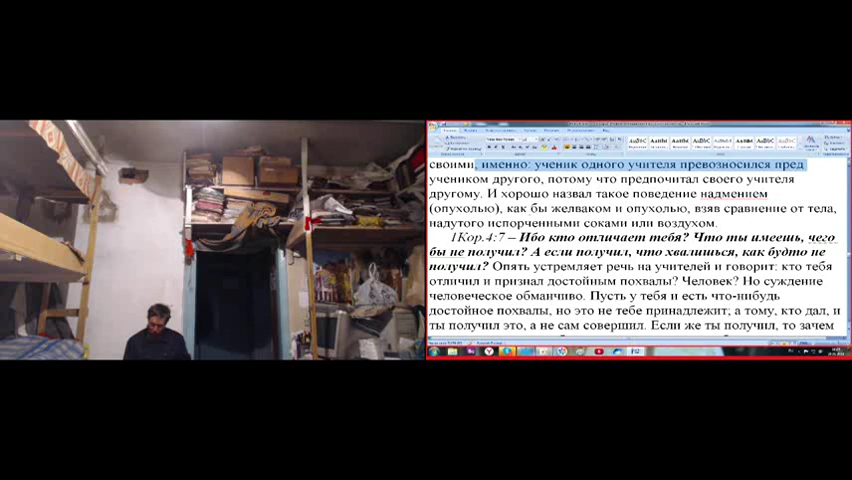 своими, именно: ученик одного учителя превозносился пред
учеником другого, потому что предпочитал своего учителя
другому. И хорошо назвал такое поведение надмением
(опухолью), как бы желваком и опухолью, взяв сравнение от тела,
надутого испорченными соками или воздухом.
1Кор.4:7 – Ибо кто отличает тебя? Что ты имеешь, чего
бы не получил? А если получил, что хвалишься, как будто не
получил? Опять устремляет речь на учителей и говорит: кто тебя
отличил и признал достойным похвалы? Человек? Но суждение
человеческое обманчиво. Пусть у тебя и есть что-нибудь
достойное похвалы, но это не тебе принадлежит; а тому, кто дал, и
ты получил это, а не сам совершил. Если же ты получил, то зачем